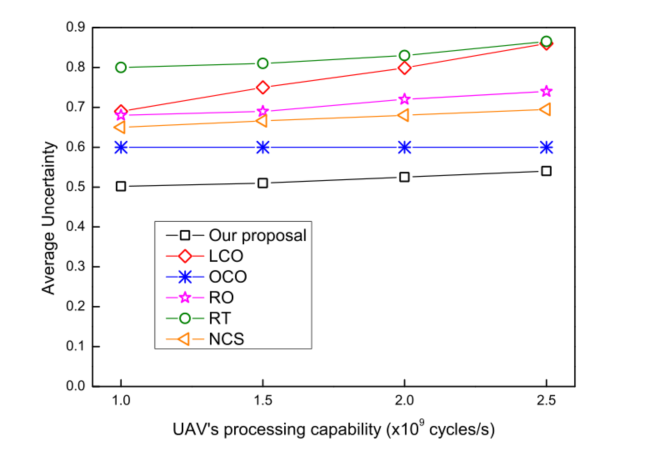 0.9
0.8
0.7
0.6
0.5
0.4
0.3
0.2
0.1
0.0
Average Uncertainty
Our proposal
LCO
OCO
RO
RT
NCS
1.0 1.5 2.0 2.5
UAV's processing capability (x10⁹ cycles/s)